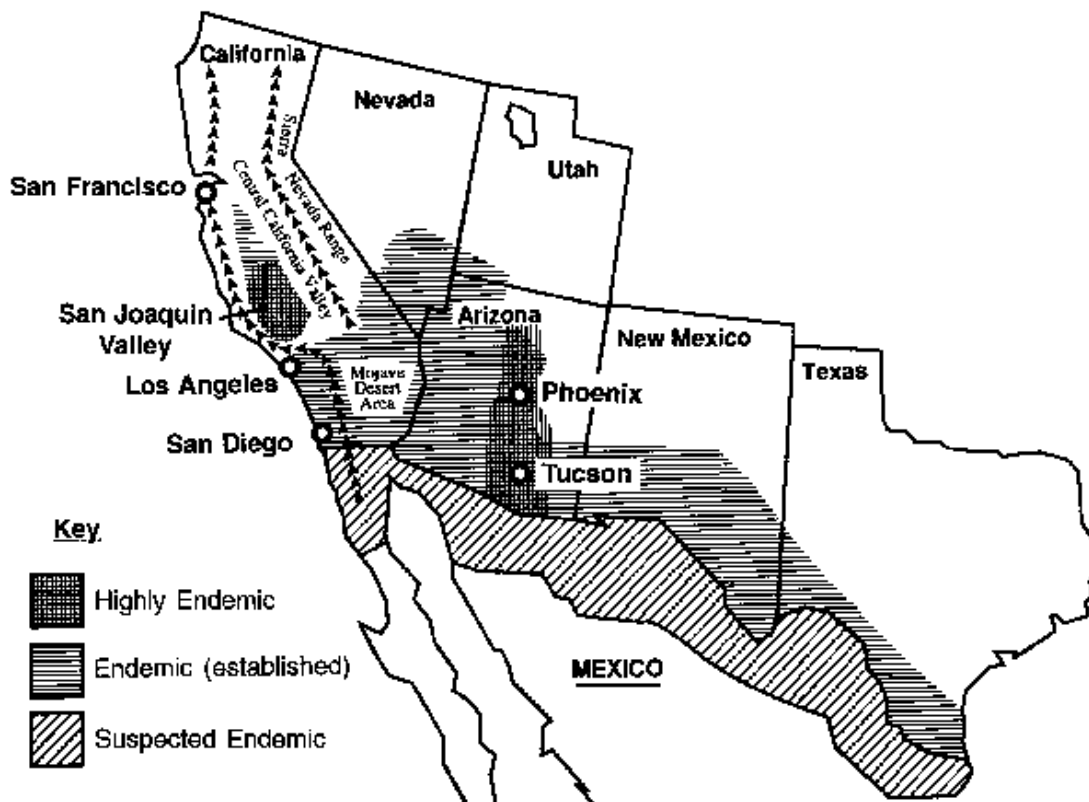 California
Nevada
Utah
San Francisco
Sierra
Nevada Range
Central California Valley
San Joaquin
Valley
Arizona
New Mexico
Texas
Los Angeles
Mojave
Desert
Area
Phoenix
San Diego
Tucson
Key
Highly Endemic
Endemic (established)
Suspected Endemic
MEXICO